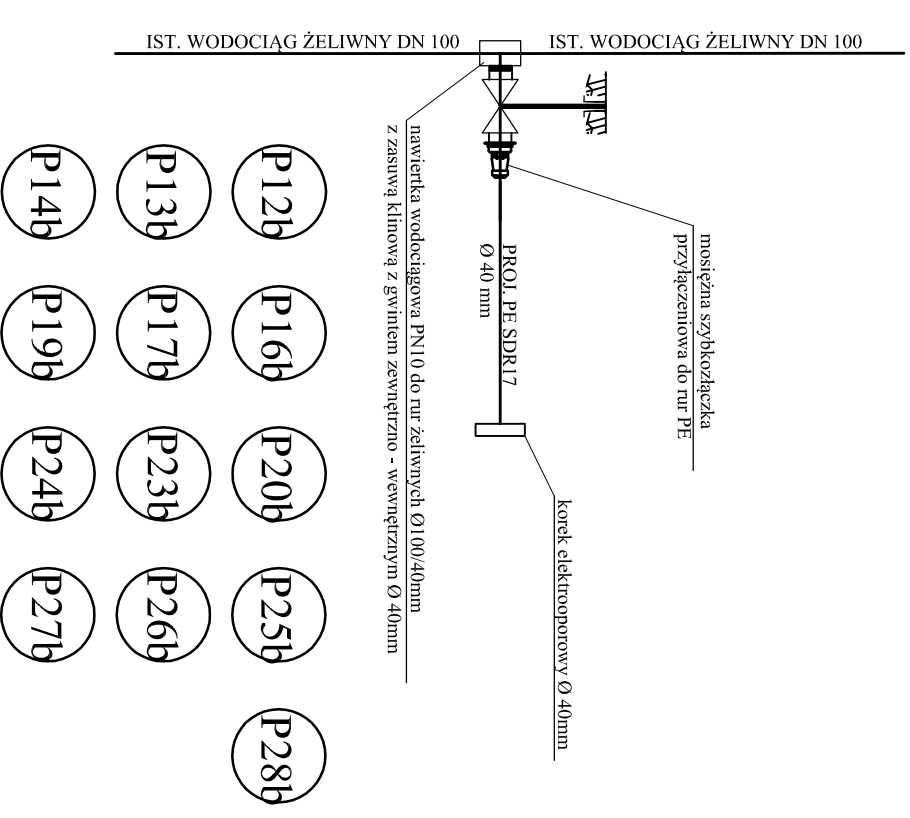 IST. WODOCIĄG ŻELIWNY DN 100
IST. WODOCIĄG ŻELIWNY DN 100
mosiężna szybkozłączka
przyłączeniowa do rur PE
PROJ. PE SDR17
Ø 40 mm
korek elektrooporowy Ø 40mm
nawiertka wodociągowa PN10 do rur żeliwnych Ø100/40mm
z zasuwą klinową z gwintem zewnętrzno - wewnętrznym Ø 40mm
P12b
P16b
P20b
P25b
P28b
P13b
P17b
P23b
P26b
P14b
P19b
P24b
P27b